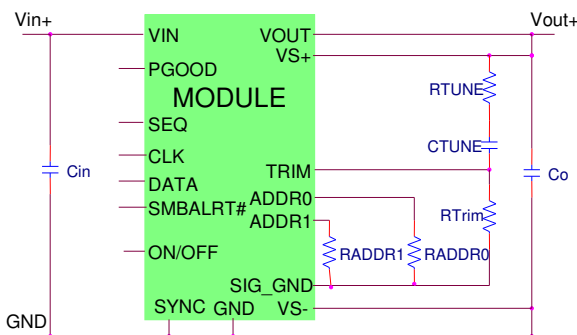 Vin+
Vout+
VIN
VOUT
VS+
PGOOD
RTUNE
MODULE
SEQ
CTUNE
CLK
TRIM
Cin
Co
DATA
ADDR0
SMBALRT#
ADDR1
RTrim
ON/OFF
RADDR1
RADDR0
SIG_GND
SYNC
GND
VS-
GND